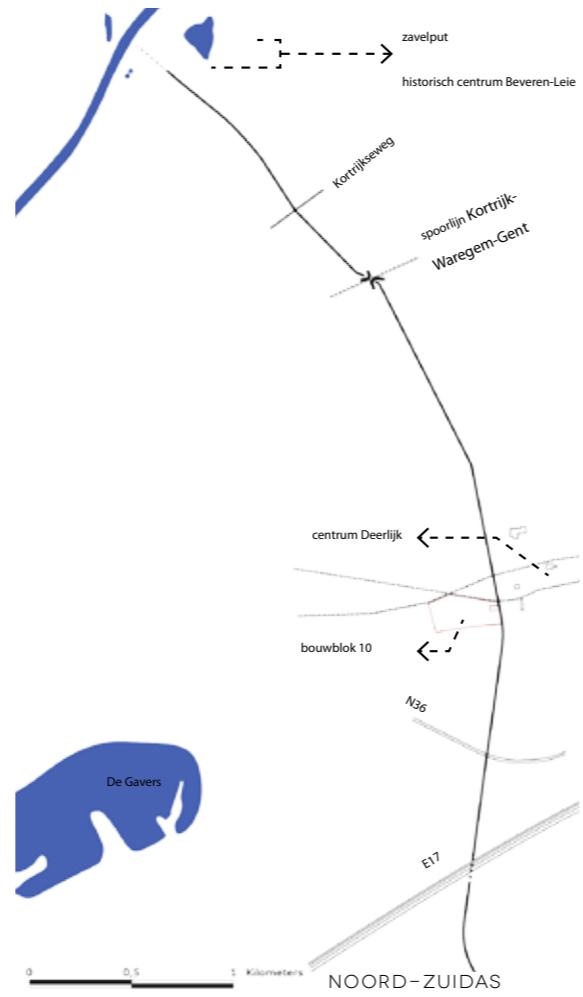 zavelput
historisch centrum Beveren-Leie
Kortrijkseweg
spoorlijn Kortrijk-
Waregem-Gent
centrum Deerlijk
bouwblok 10
N36
De Gavers
E17
0 0,5 1 Kilometers
NOORD-ZUIDAS